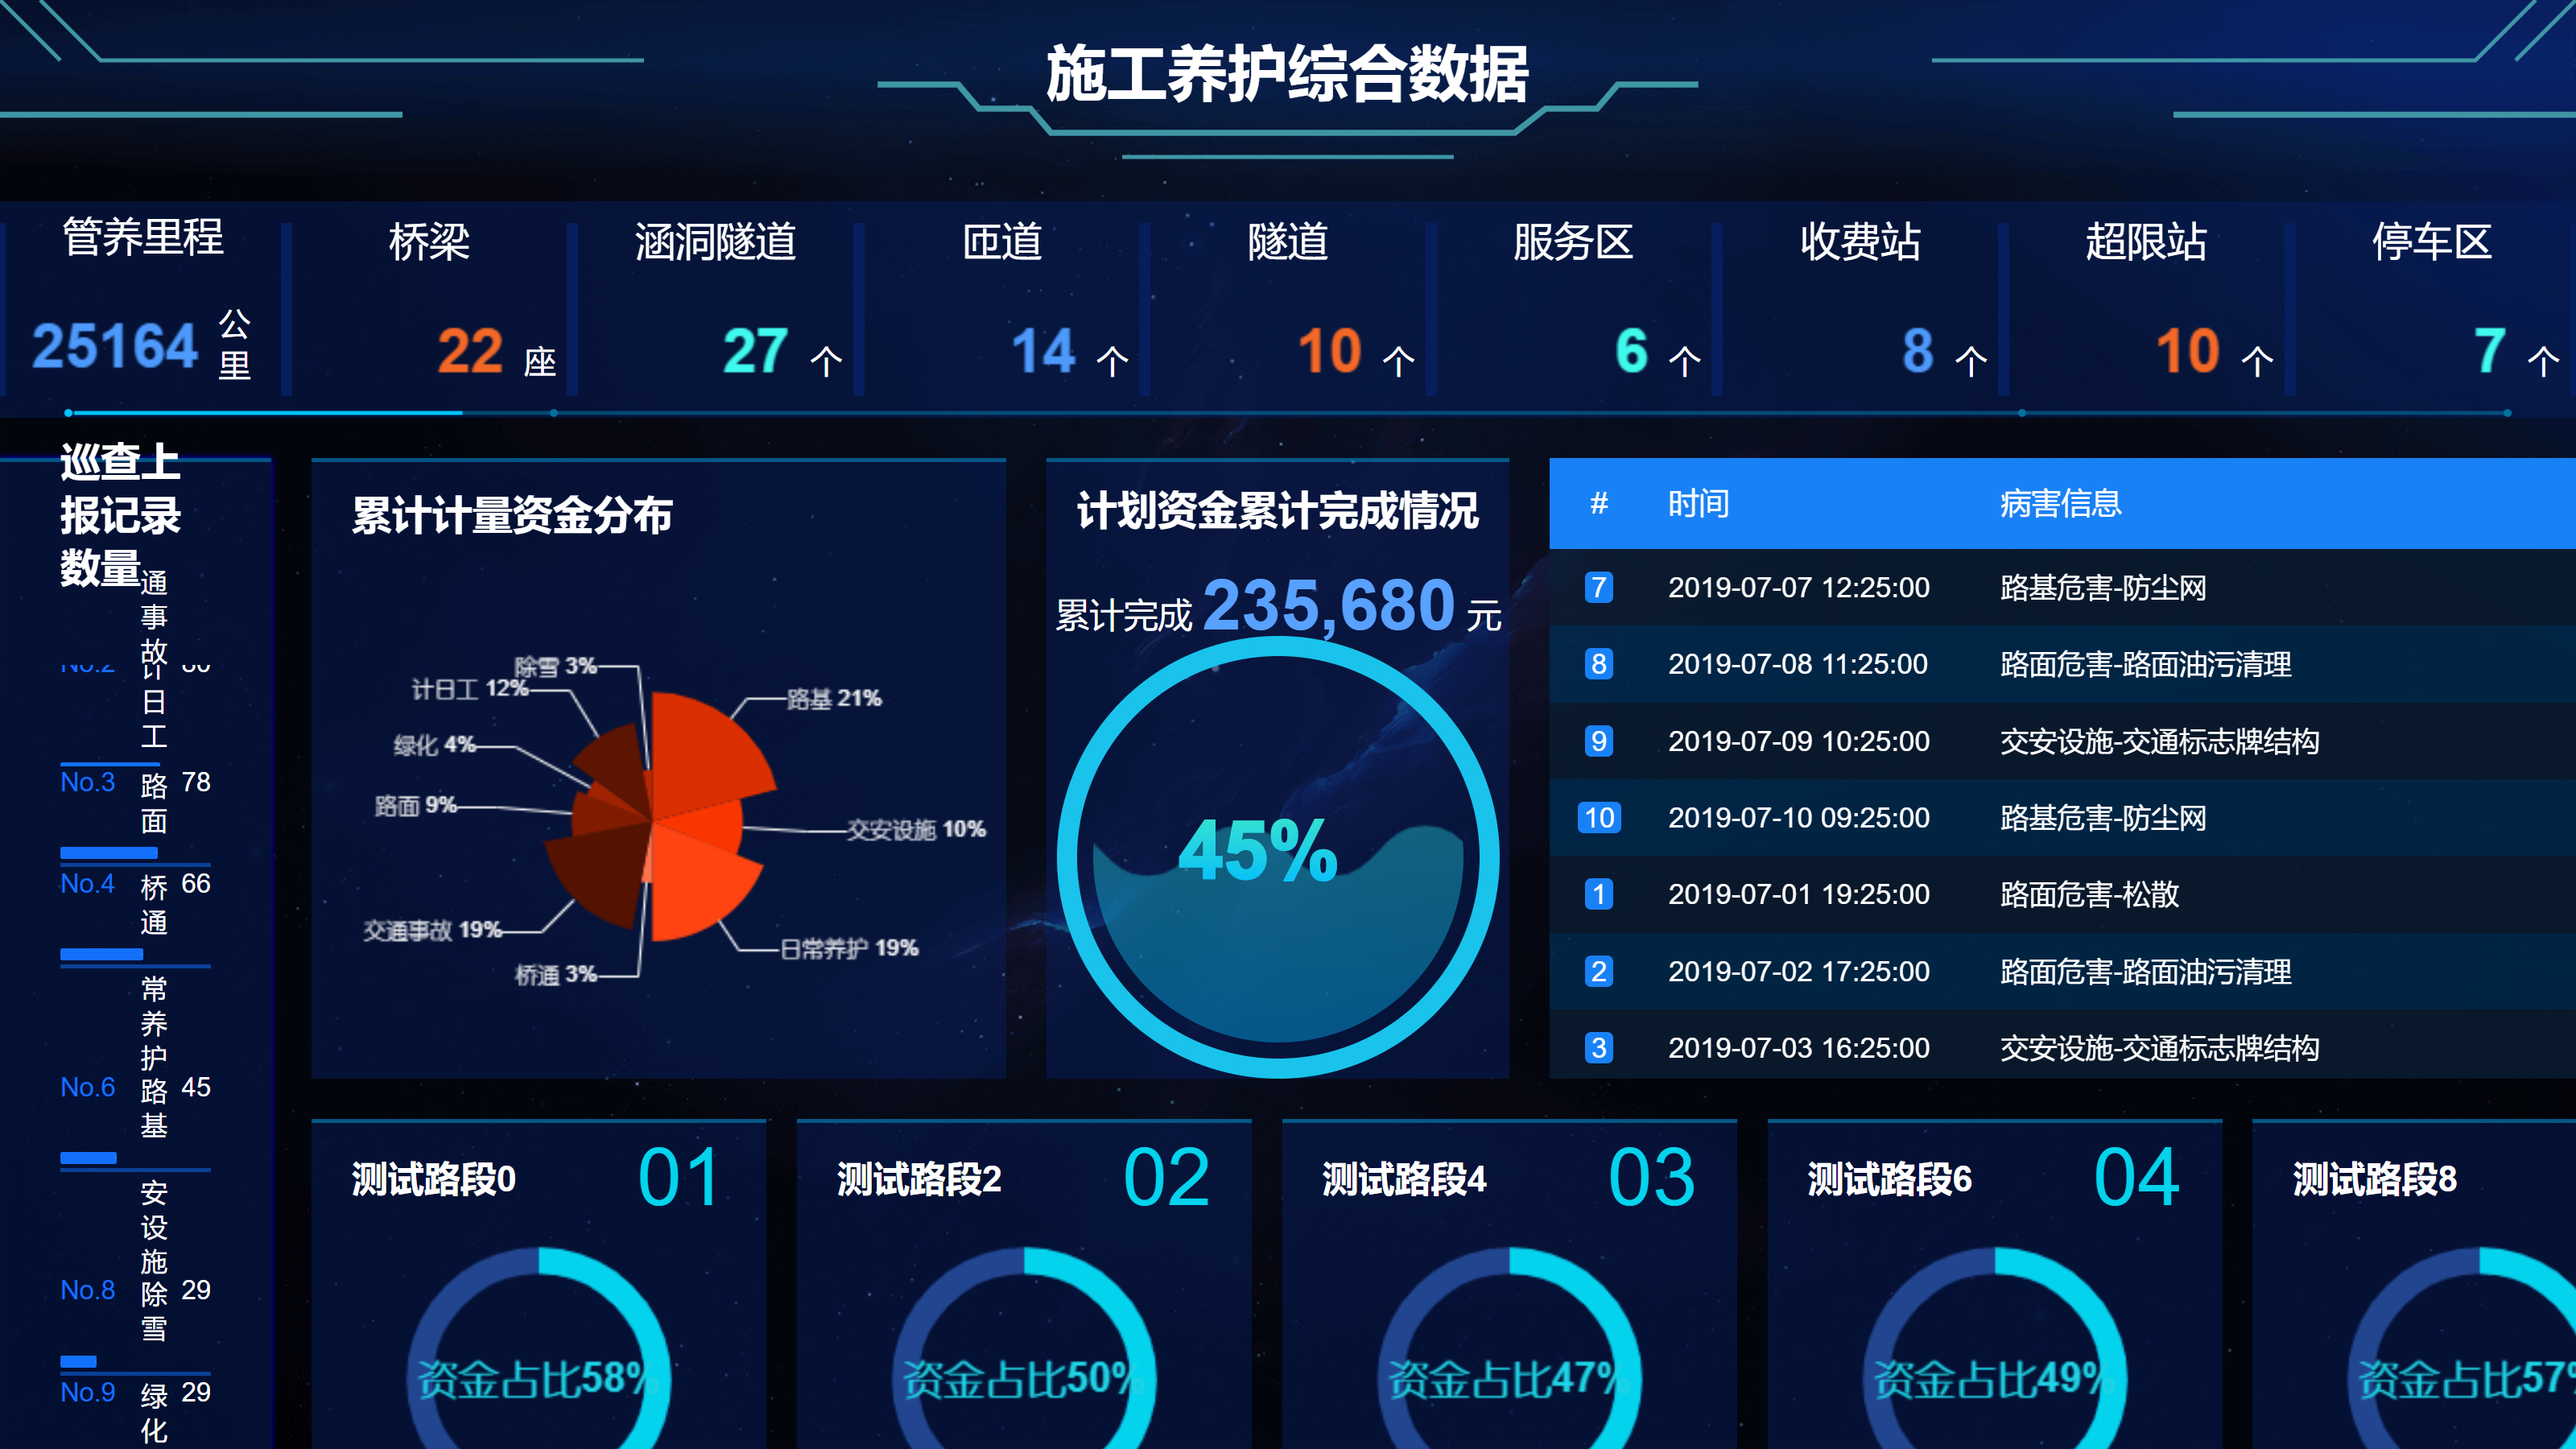 施工养护综合数据
管养里程
25164 公里
桥梁
22 座
涵洞隧道
27 个
匝道
14 个
隧道
10 个
服务区
6 个
收费站
8 个
超限站
10 个
停车区
7 个
巡查上
报记录
数量
通
事
故
计
日
工
No.3 路面 78
No.4 桥通 66
常
养
护
No.6 路基 45
安
设
施
No.8 除雪 29
No.9 绿化 29
累计计量资金分布
除雪 3%
计日工 12%
绿化 4%
路面 9%
交通事故 19%
桥通 3%
路基 21%
交安设施 10%
日常养护 19%
计划资金累计完成情况
累计完成 235,680 元
45%
# 时间 病害信息
7 2019-07-07 12:25:00 路基危害-防尘网
8 2019-07-08 11:25:00 路面危害-路面油污清理
9 2019-07-09 10:25:00 交安设施-交通标志牌结构
10 2019-07-10 09:25:00 路基危害-防尘网
1 2019-07-01 19:25:00 路面危害-松散
2 2019-07-02 17:25:00 路面危害-路面油污清理
3 2019-07-03 16:25:00 交安设施-交通标志牌结构
测试路段0 01
资金占比58%
测试路段2 02
资金占比50%
测试路段4 03
资金占比47%
测试路段6 04
资金占比49%
测试路段8
资金占比57%